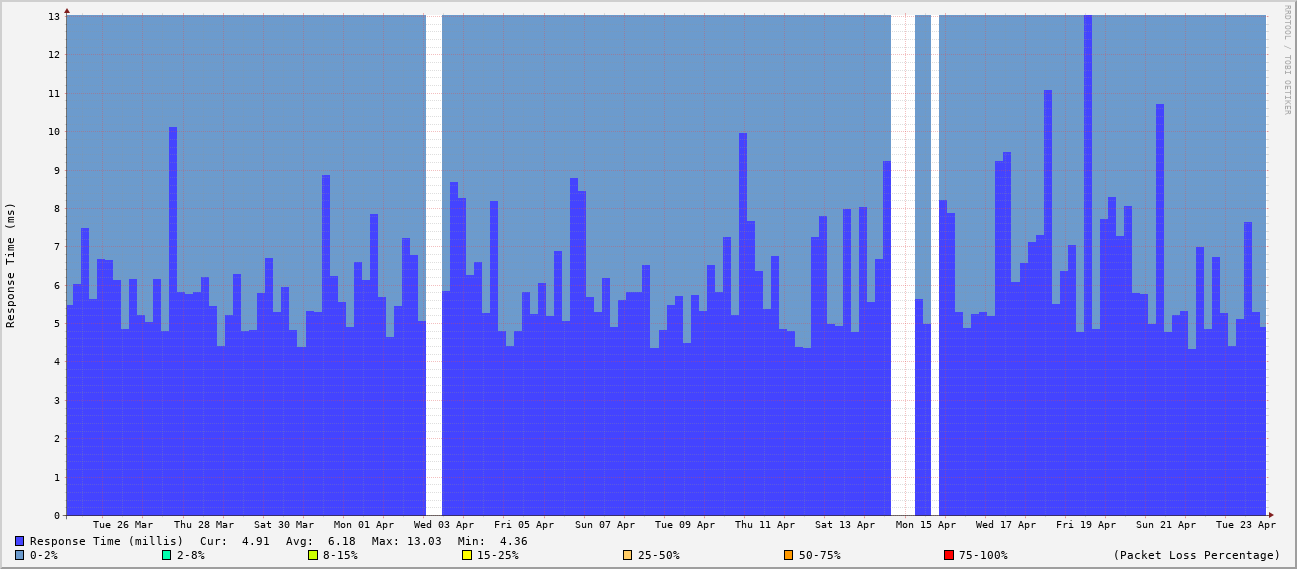 RRDTOOL / TOBI OETIKER
Response Time (ms)
13
12
11
10
9
8
7
6
5
4
3
2
1
0
Tue 26 Mar Thu 28 Mar Sat 30 Mar Mon 01 Apr Wed 03 Apr Fri 05 Apr Sun 07 Apr Tue 09 Apr Thu 11 Apr Sat 13 Apr Mon 15 Apr Wed 17 Apr Fri 19 Apr Sun 21 Apr Tue 23 Apr
Response Time (millis) Cur: 4.91 Avg: 6.18 Max: 13.03 Min: 4.36
0-2% 2-8% 8-15% 15-25% 25-50% 50-75% 75-100% (Packet Loss Percentage)